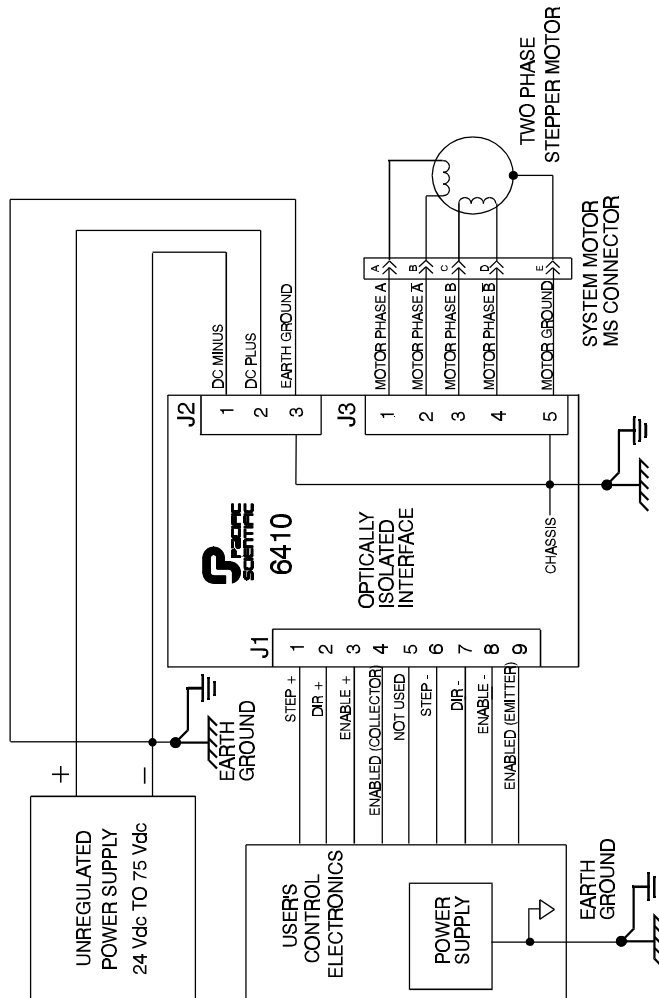 UNREGULATED
POWER SUPPLY
24 Vdc TO 75 Vdc
+
–
EARTH
GROUND
USER'S
CONTROL
ELECTRONICS
POWER
SUPPLY
EARTH
GROUND
STEP +
DIR +
ENABLE +
ENABLED (COLLECTOR)
NOT USED
STEP -
DIR -
ENABLE -
ENABLED (EMITTER)
J1
1
2
3
4
5
6
7
8
9
PACIFIC
SCIENTIFIC
6410
OPTICALLY
ISOLATED
INTERFACE
CHASSIS
J2
1
2
3
DC MINUS
DC PLUS
EARTH GROUND
J3
1
2
3
4
5
MOTOR PHASE A
MOTOR PHASE A̅
MOTOR PHASE B
MOTOR PHASE B̅
MOTOR GROUND
A
B
C
D
E
SYSTEM MOTOR
MS CONNECTOR
TWO PHASE
STEPPER MOTOR